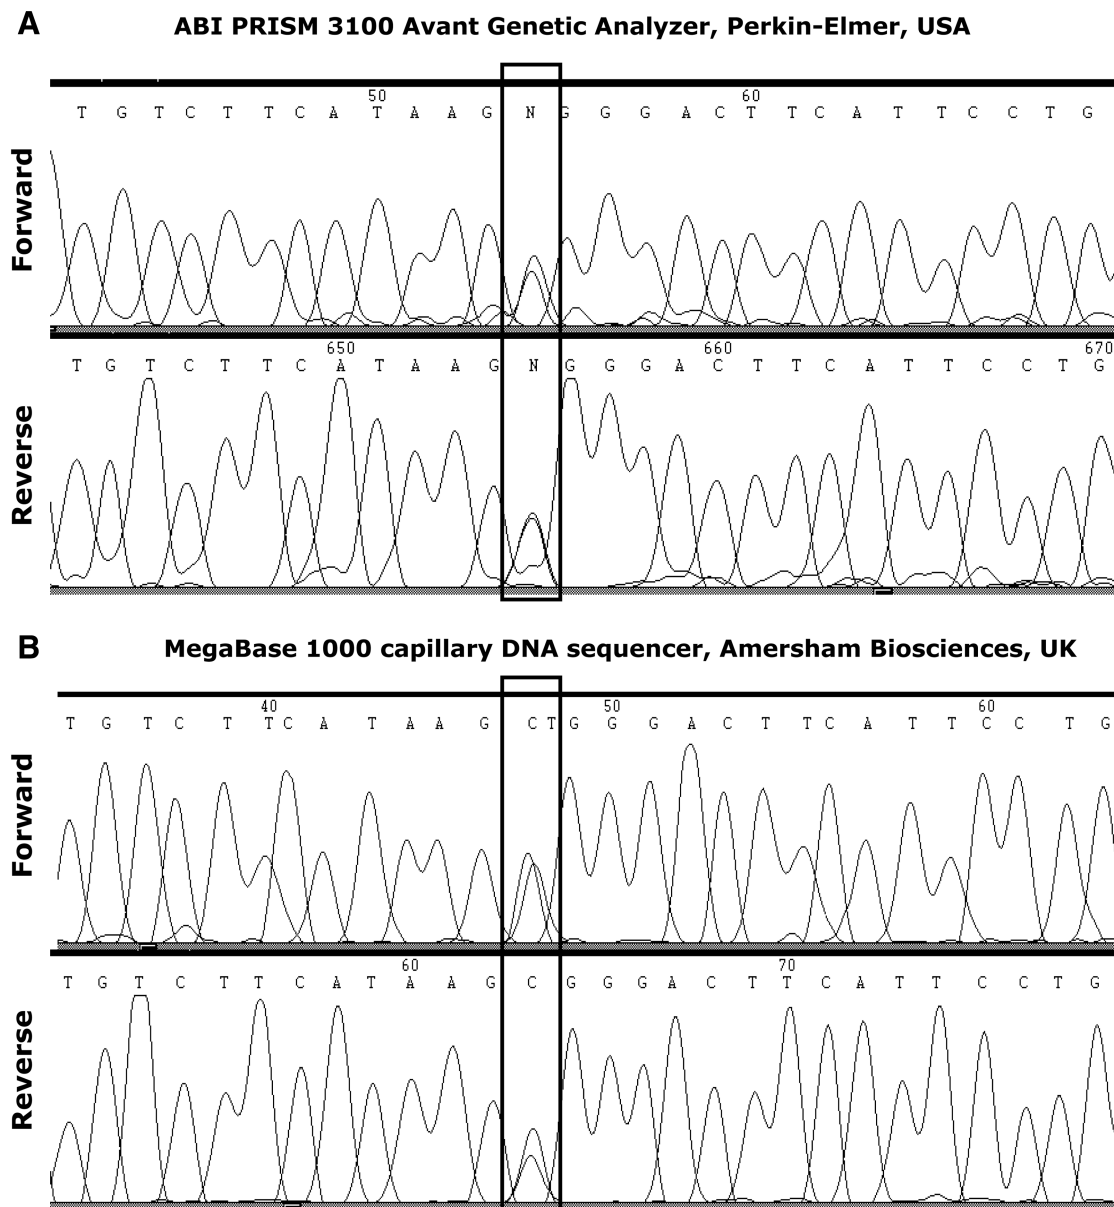 A
ABI PRISM 3100 Avant Genetic Analyzer, Perkin-Elmer, USA
50 60
T G T C T T C A T A A G N G G G A C T T C A T T C C T G
Forward
650 660 670
T G T C T T C A T A A G N G G G A C T T C A T T C C T G
Reverse
B
MegaBase 1000 capillary DNA sequencer, Amersham Biosciences, UK
40 50 60
T G T C T T C A T A A G C T G G G A C T T C A T T C C T G
Forward
60 70
T G T C T T C A T A A G C G G G A C T T C A T T C C T G
Reverse